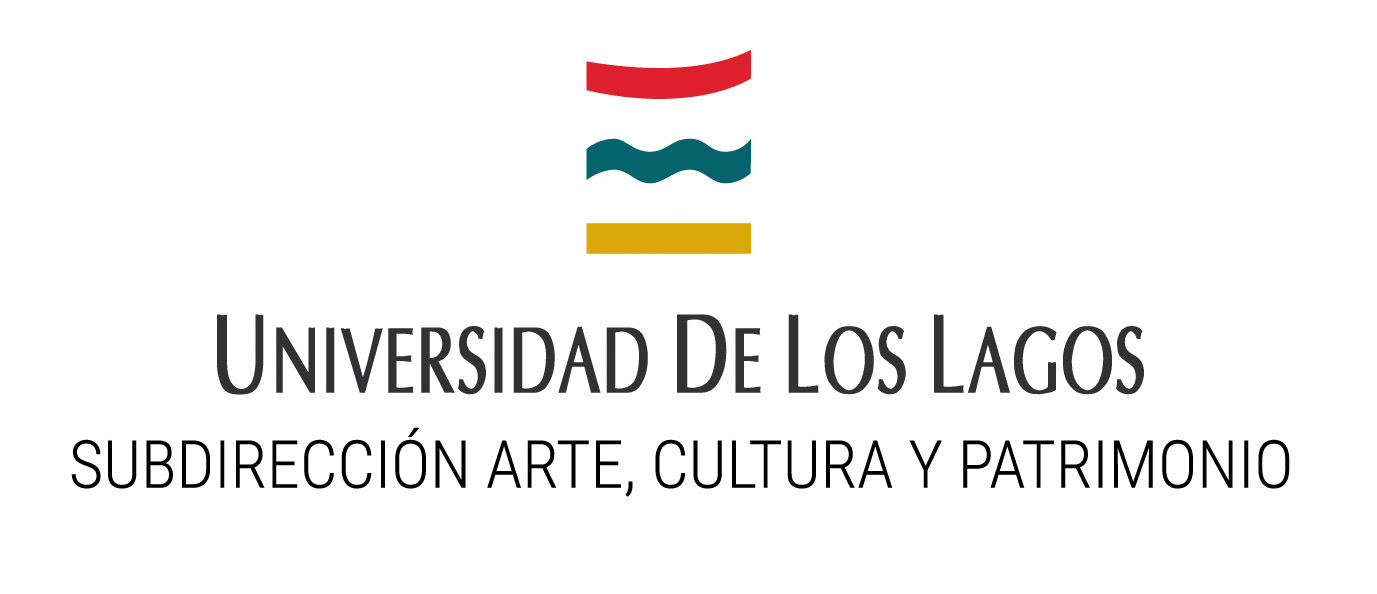 UNIVERSIDAD DE LOS LAGOS
SUBDIRECCIÓN ARTE, CULTURA Y PATRIMONIO